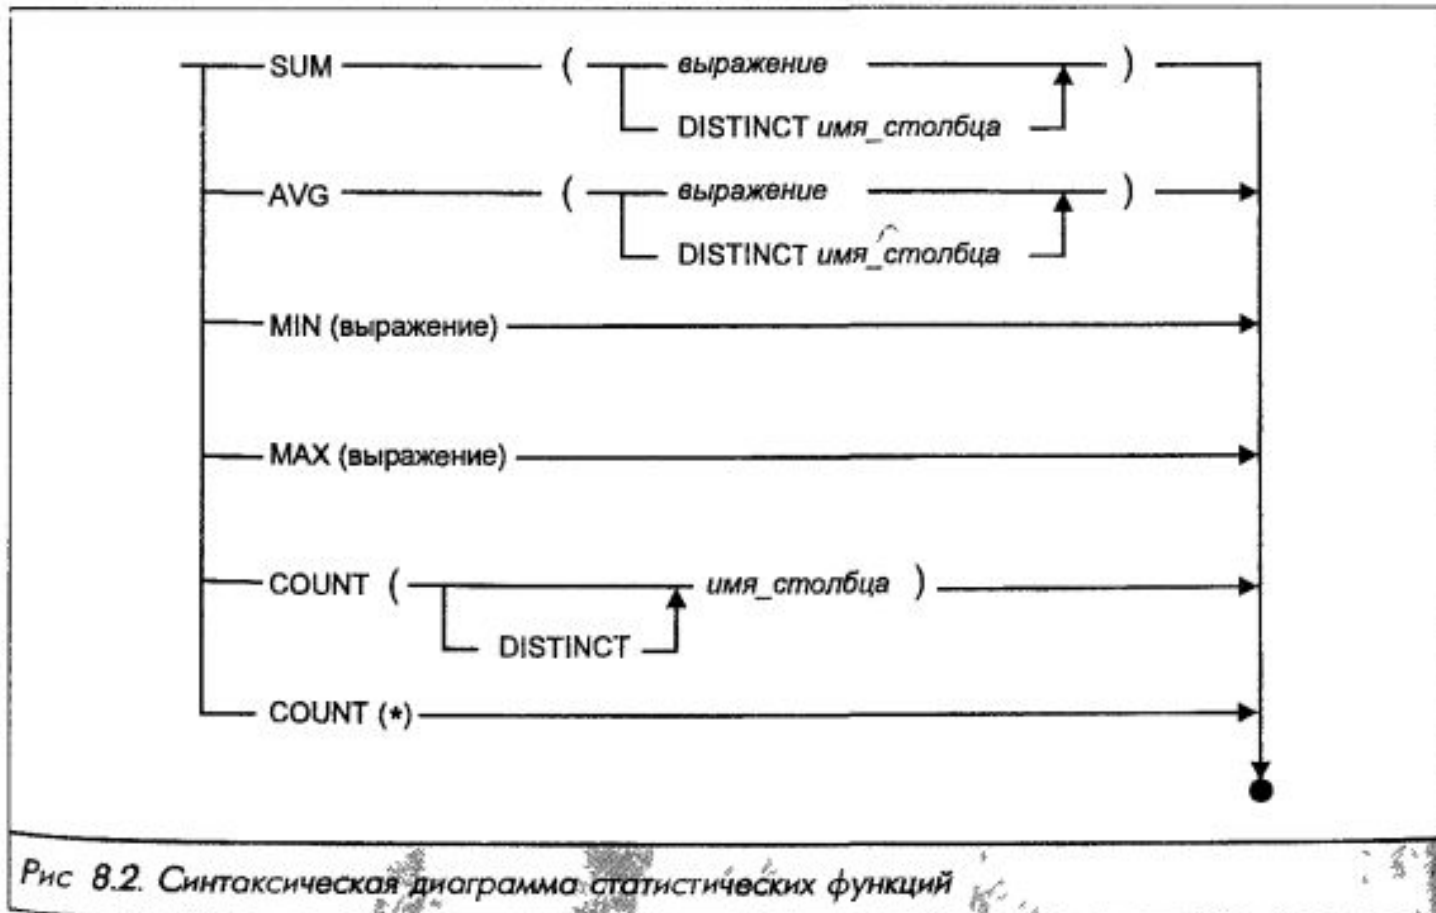 SUM ( выражение )
DISTINCT имя_столбца
AVG ( выражение )
DISTINCT имя_столбца
MIN (выражение)
MAX (выражение)
COUNT ( имя_столбца )
DISTINCT
COUNT (*)
Рис 8.2. Синтаксическая диаграмма статистических функций